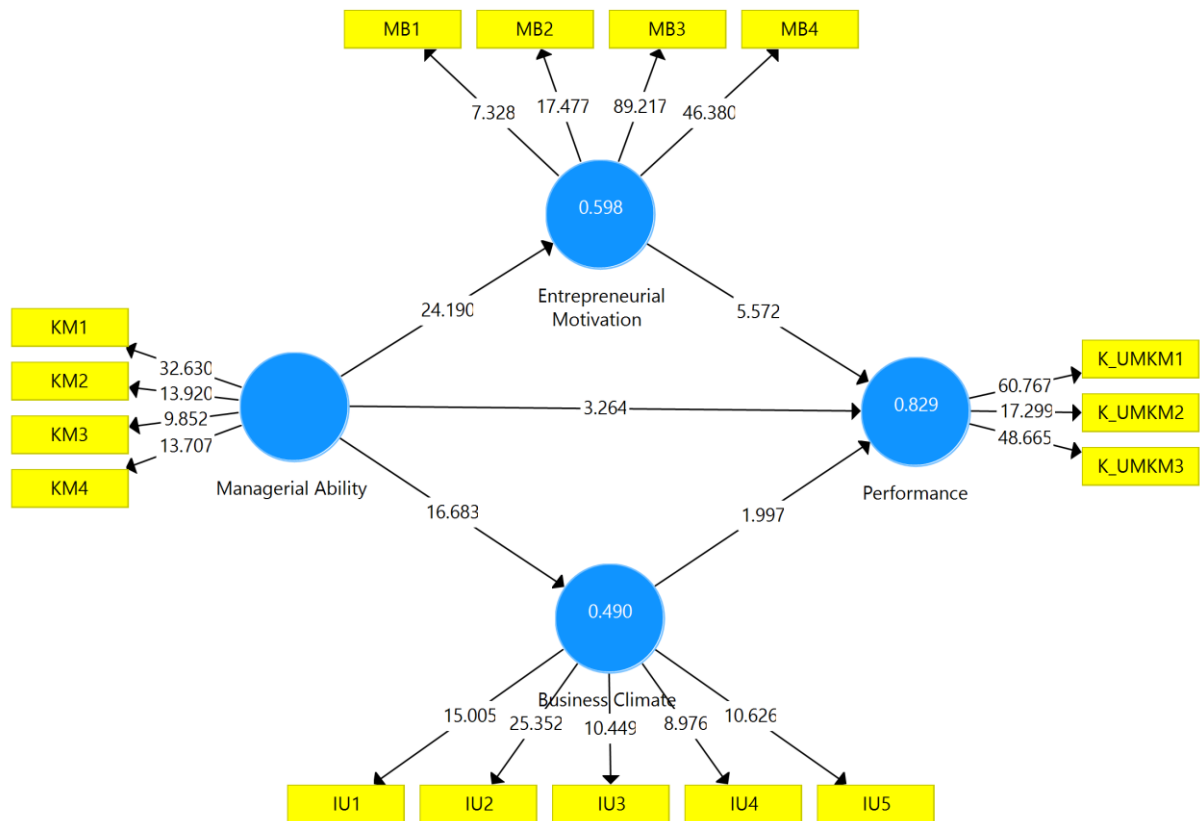 MB1
MB2
MB3
MB4
7.328
17.477
89.217
46.380
0.598
Entrepreneurial
Motivation
24.190
5.572
KM1
KM2
KM3
KM4
32.630
13.920
9.852
13.707
Managerial Ability
3.264
0.829
Performance
60.767
17.299
48.665
K_UMKM1
K_UMKM2
K_UMKM3
16.683
1.997
0.490
Business Climate
15.005
25.352
10.449
8.976
10.626
IU1
IU2
IU3
IU4
IU5